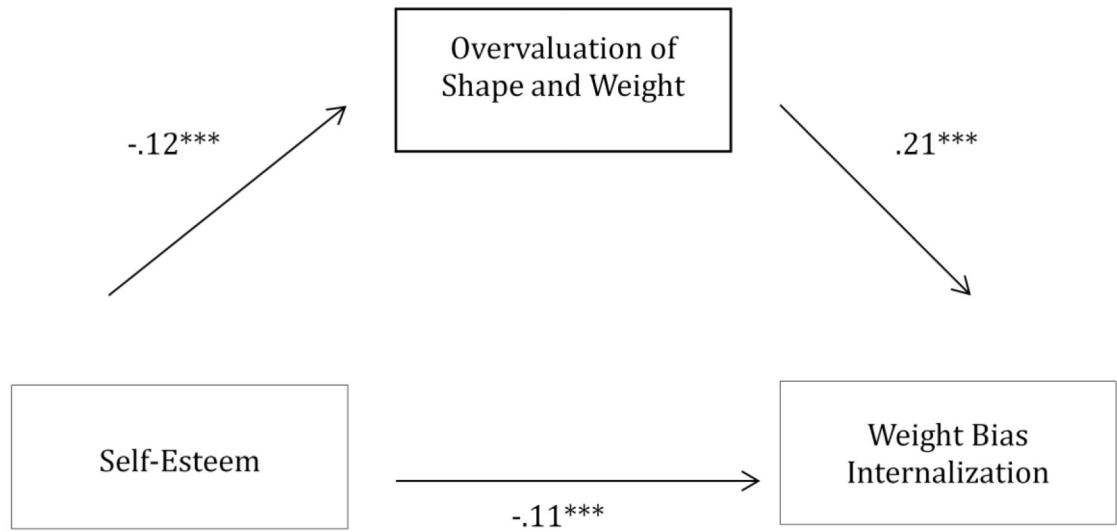 Overvaluation of
Shape and Weight
-.12***
.21***
Self-Esteem
Weight Bias
Internalization
-.11***